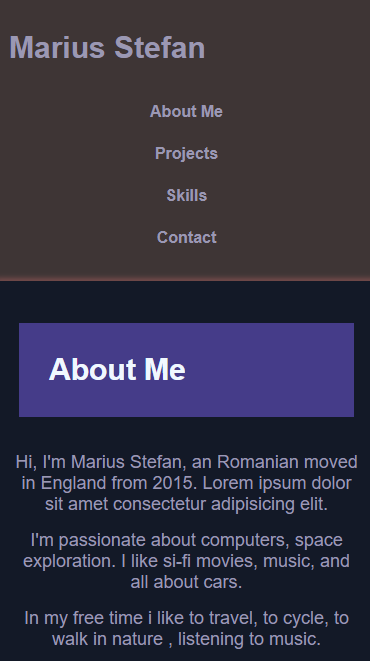 Marius Stefan
About Me
Projects
Skills
Contact
About Me
Hi, I'm Marius Stefan, an Romanian moved
in England from 2015. Lorem ipsum dolor
sit amet consectetur adipisicing elit.
I'm passionate about computers, space
exploration. I like si-fi movies, music, and
all about cars.
In my free time i like to travel, to cycle, to
walk in nature , listening to music.